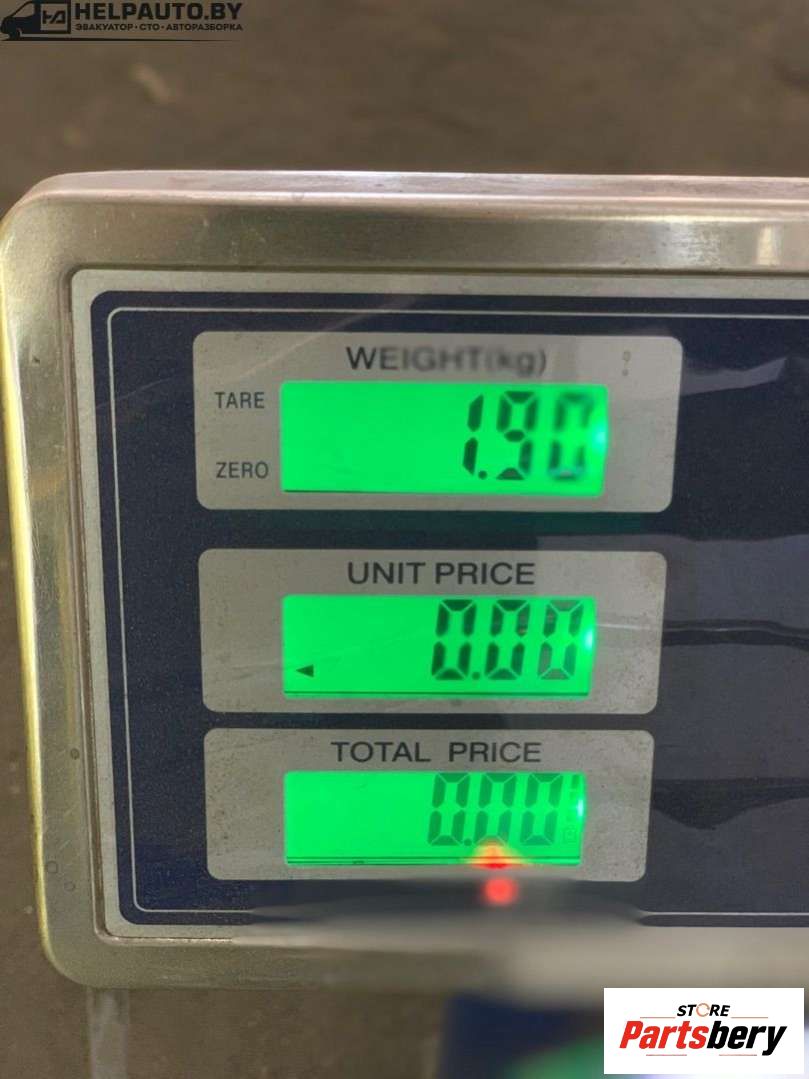 HELPAUTO.BY
ЭВАКУАТОР • СТО • АВТОРАЗБОРКА
WEIGHT(kg)
TARE
1.90
ZERO
UNIT PRICE
0.00
TOTAL PRICE
0.00
STORE
Partsbery